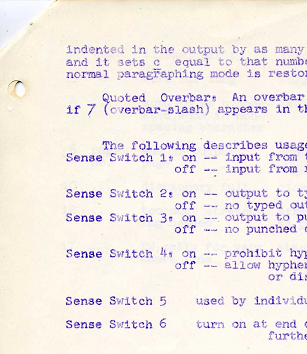 indented in the output by as many
and it sets c equal to that numb
normal paragraphing mode is restor
Quoted Overbar: An overbar
if 7 (overbar-slash) appears in th
The following describes usage
Sense Switch 1: on -- input from t
off -- input from
Sense Switch 2: on -- output to ty
off -- no typed out
Sense Switch 3: on -- output to pu
off -- no punched
Sense Switch 4: on -- prohibit hyp
off -- allow hyphen
or di
Sense Switch 5 used by individu
Sense Switch 6 turn on at end
furthe